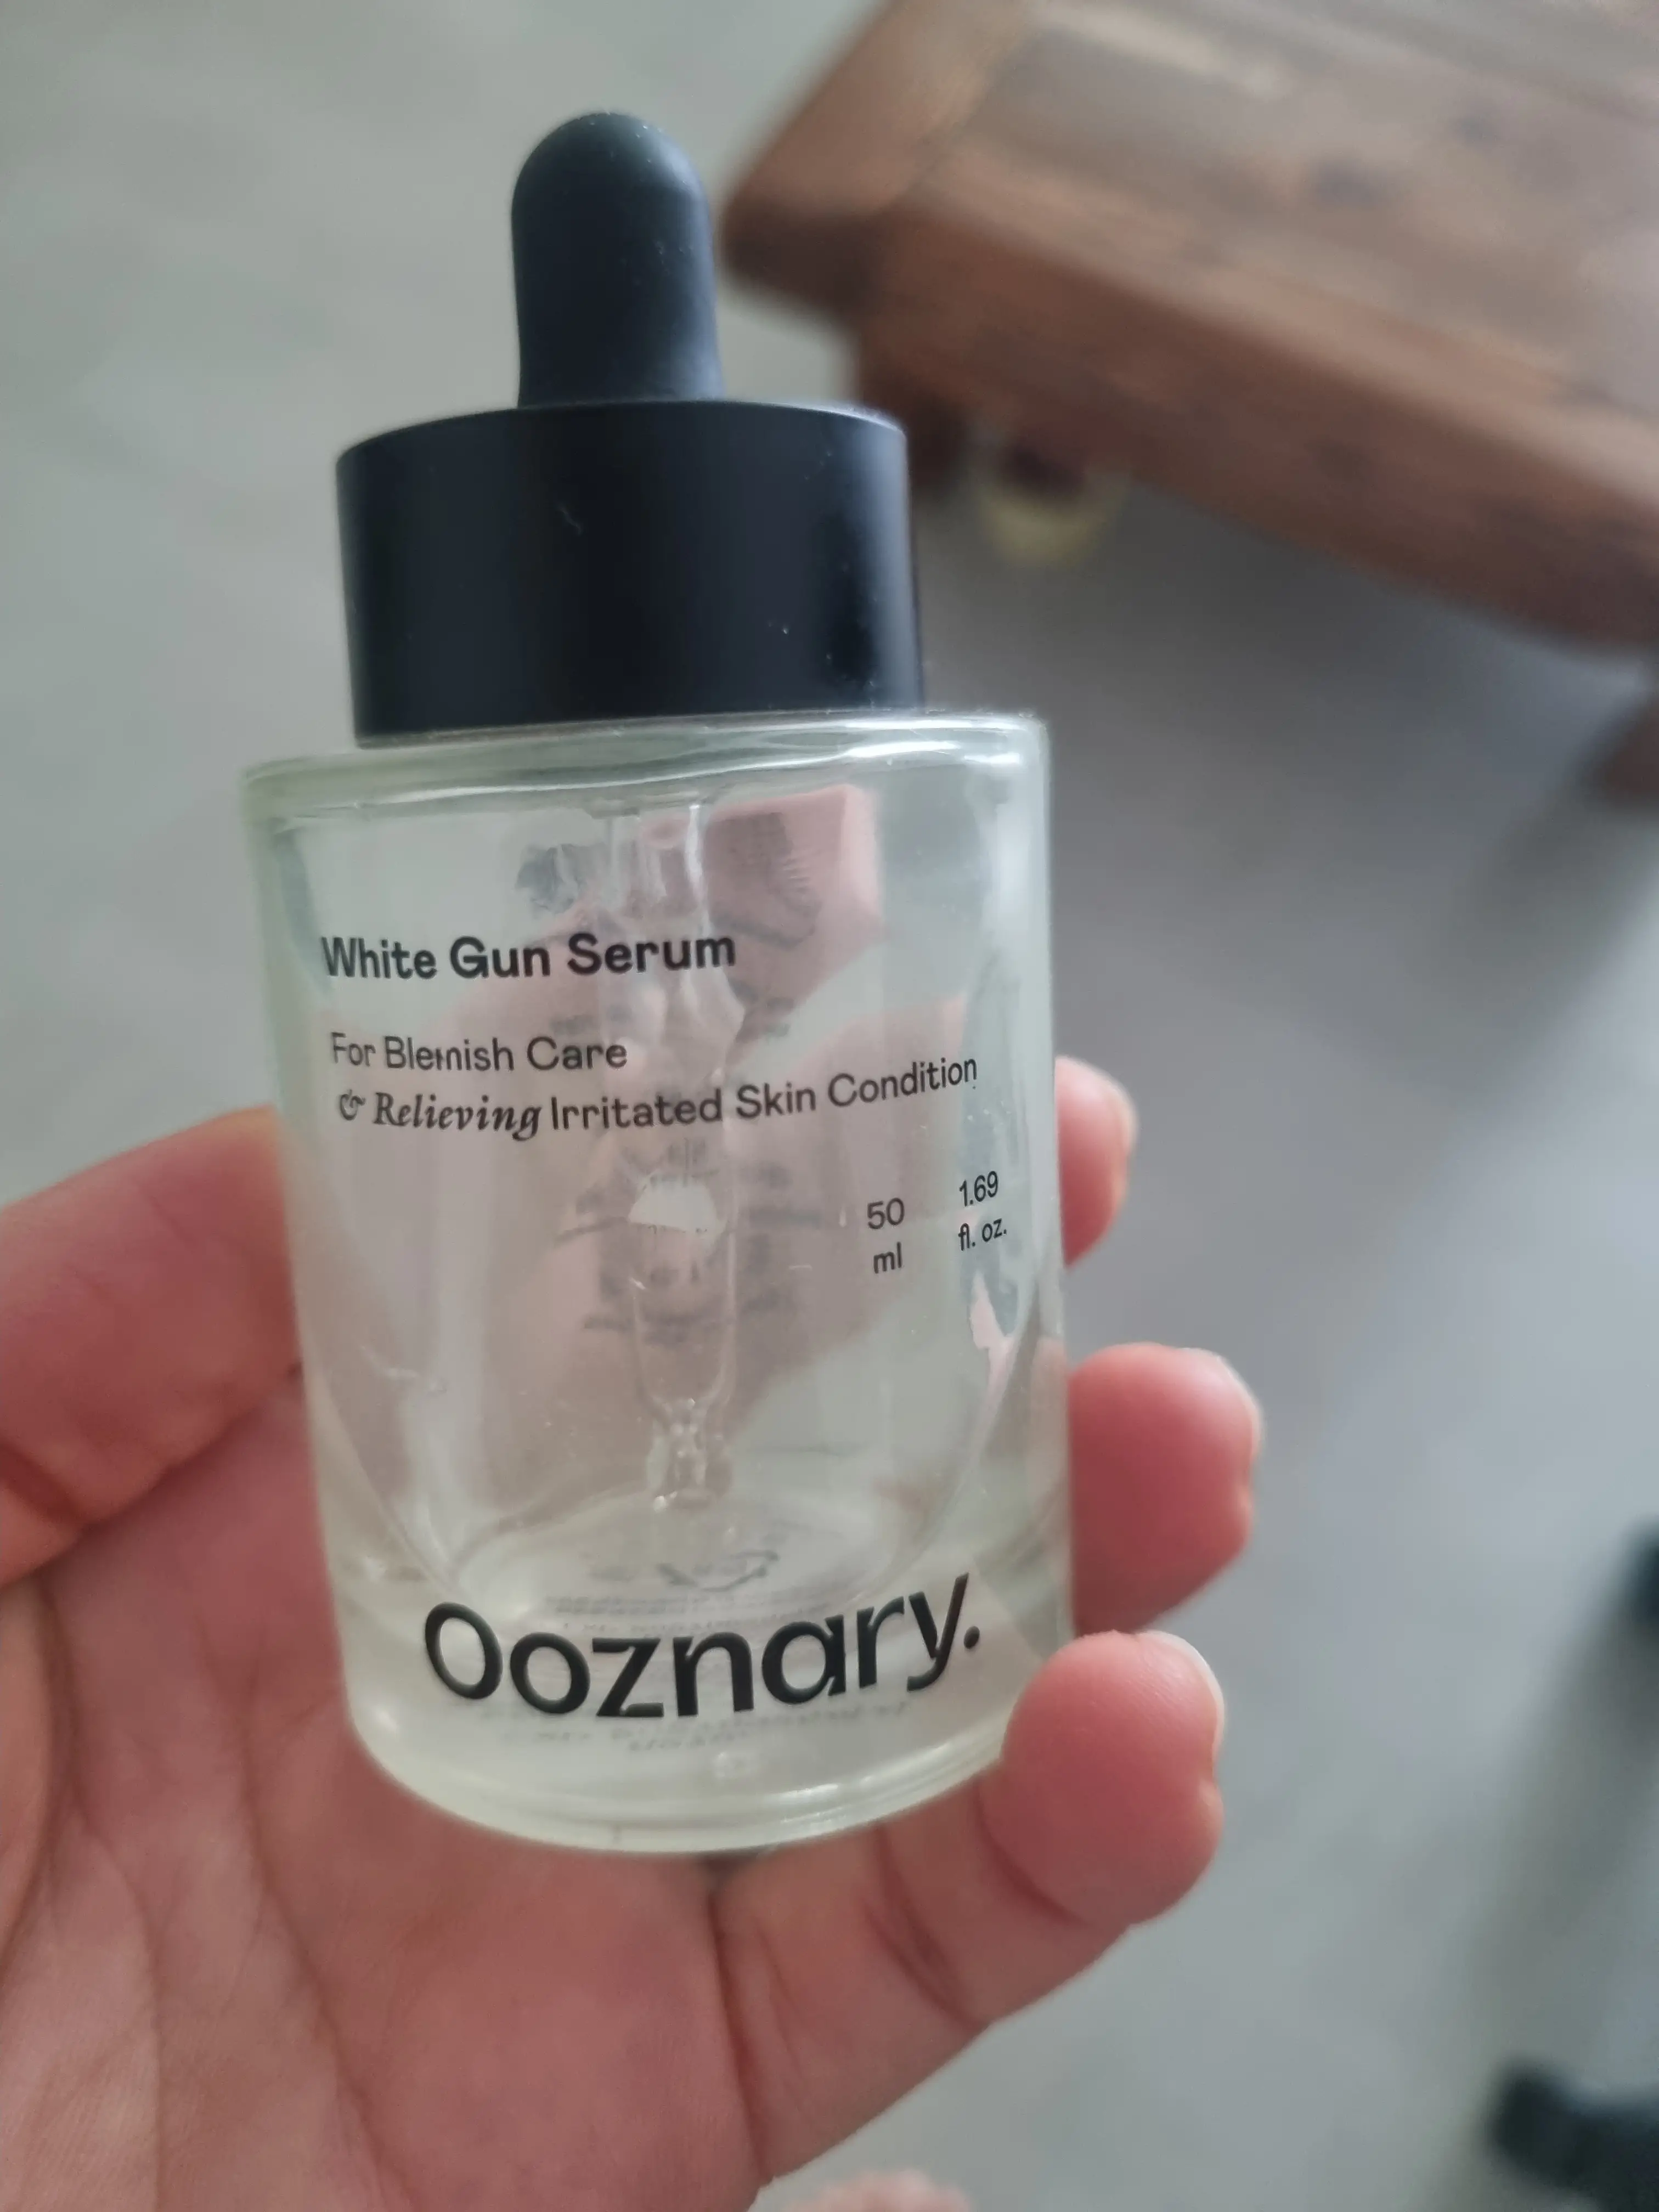 White Gun Serum
For Blemish Care
& Relieving Irritated Skin Condition
50 ml
1.69 fl. oz.
Ooznary.